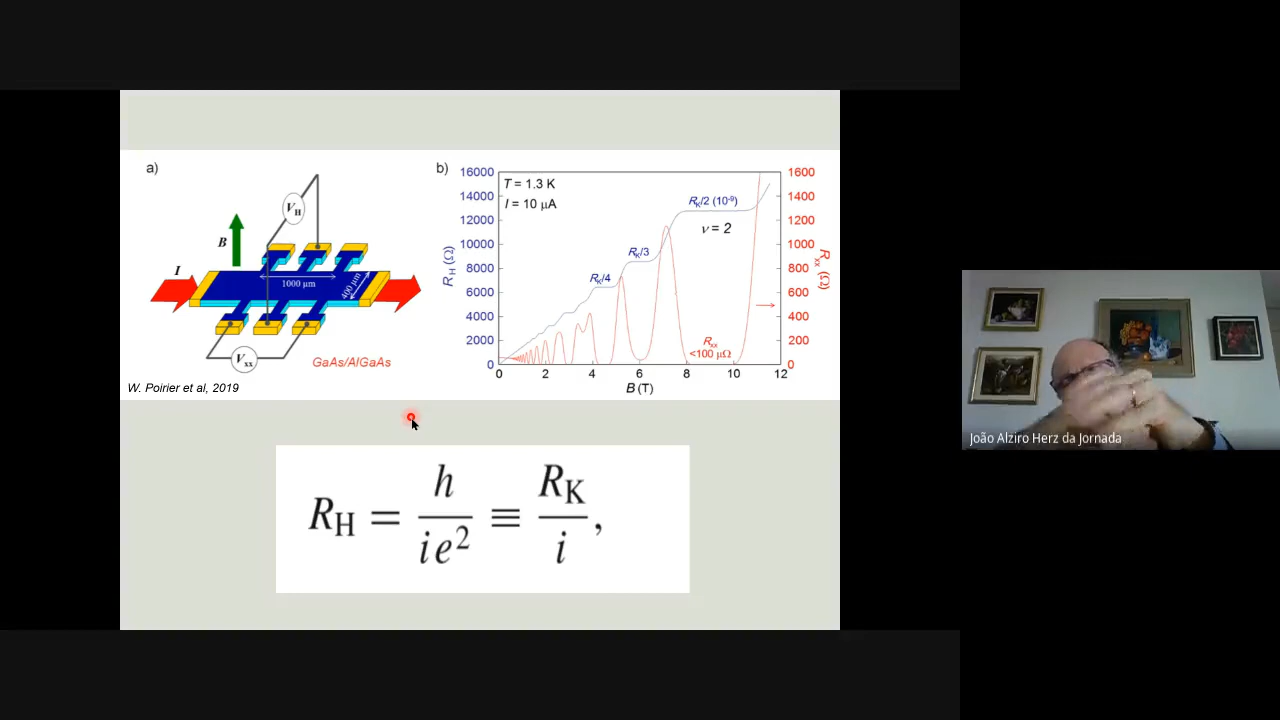 a)
V_H
B
I
1000 μm
400 μm
V_xx
GaAs/AlGaAs
W. Poirier et al, 2019
b)
16000
14000
12000
10000
8000
6000
4000
2000
0
R_H (Ω)
T = 1.3 K
I = 10 μA
R_K/4
R_K/3
R_K/2 (10⁻⁹)
ν = 2
R_xx
<100 μΩ
1600
1400
1200
1000
800
600
400
200
0
R_xx (Ω)
0 2 4 6 8 10 12
B (T)
R_H = h/(i e²) ≡ R_K/i,
João Alziro Herz da Jornada